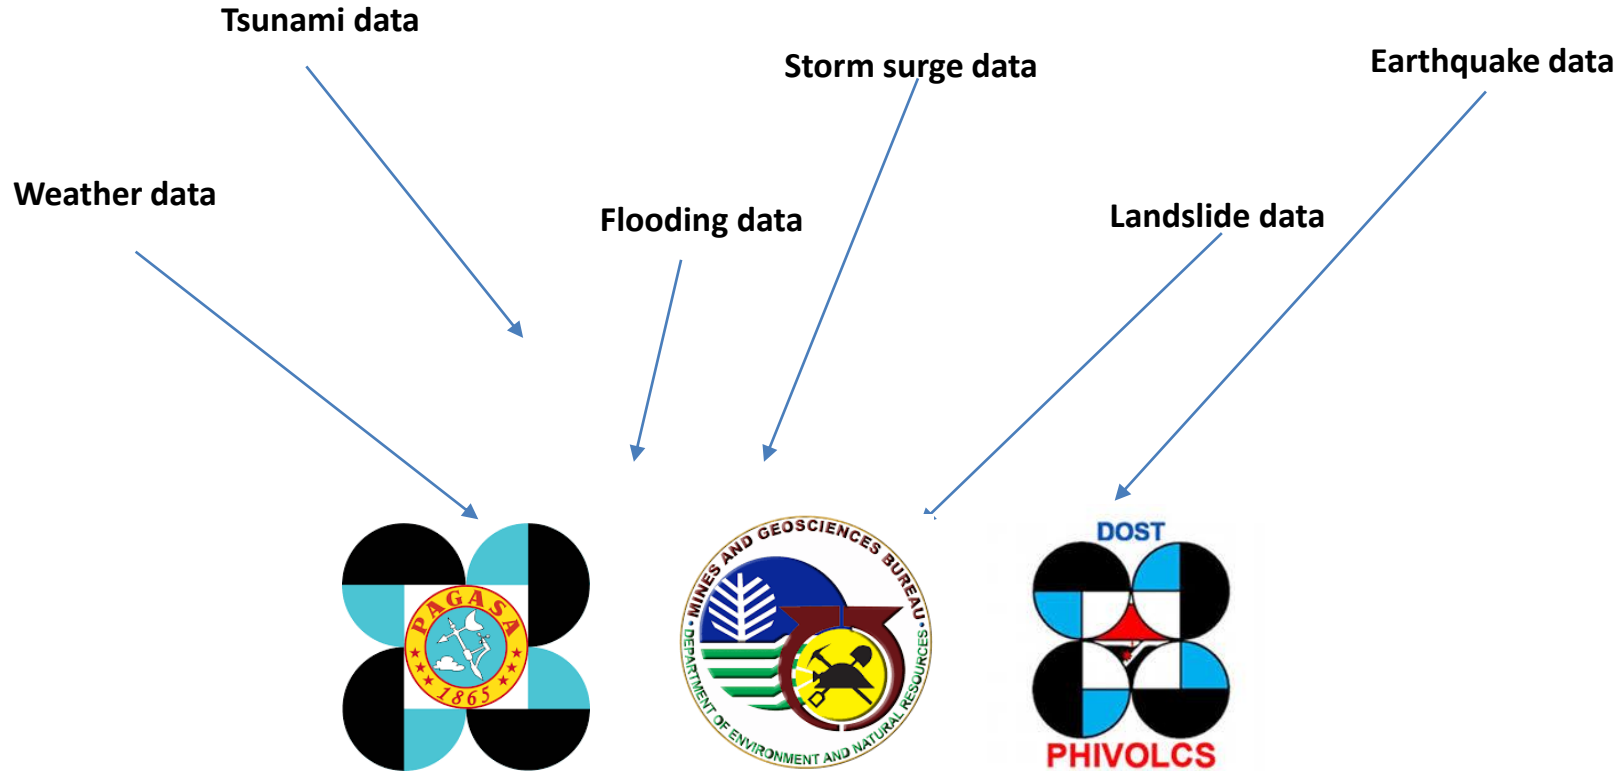 Tsunami data
Storm surge data
Earthquake data
Weather data
Flooding data
Landslide data
PAGASA
1865
MINES AND GEOSCIENCES BUREAU
DEPARTMENT OF ENVIRONMENT AND NATURAL RESOURCES
DOST
PHIVOLCS